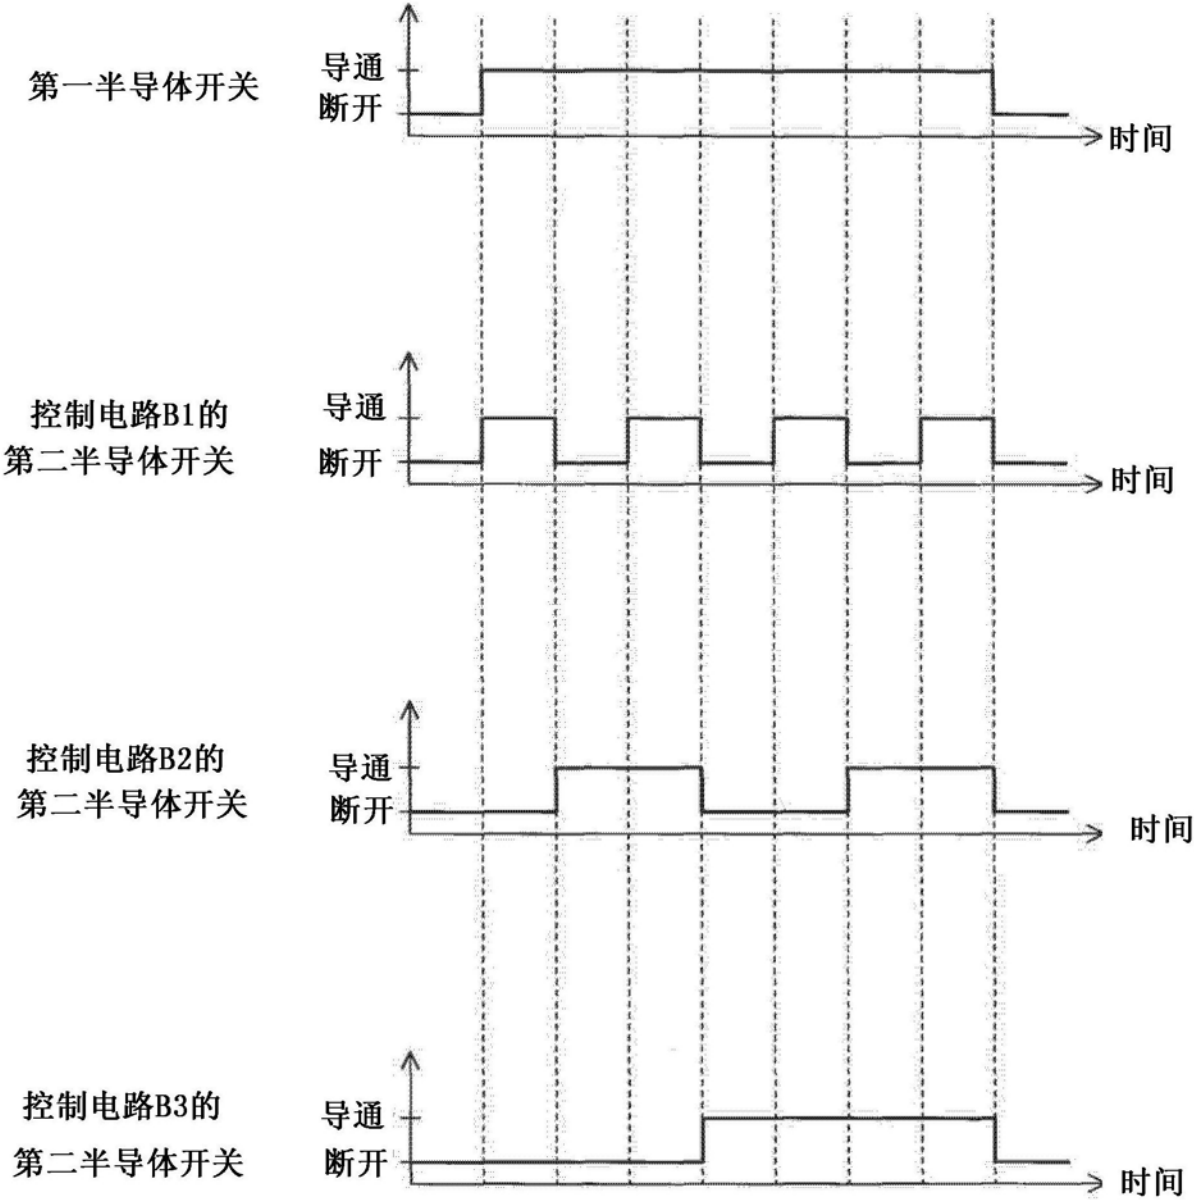 导通
第一半导体开关
断开
时间
导通
控制电路B1的
第二半导体开关
断开
时间
控制电路B2的
导通
第二半导体开关
断开
时间
控制电路B3的
导通
第二半导体开关
断开
时间